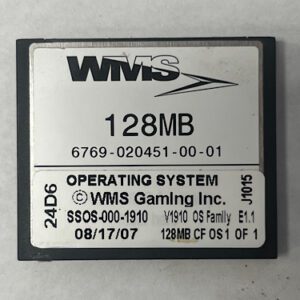 WMS
128MB
6769-020451-00-01
24D6
OPERATING SYSTEM
© WMS Gaming Inc.
SSOS-000-1910 V1910 OS Family E1.1
08/17/07 128MB CF OS 1 OF 1
J1015